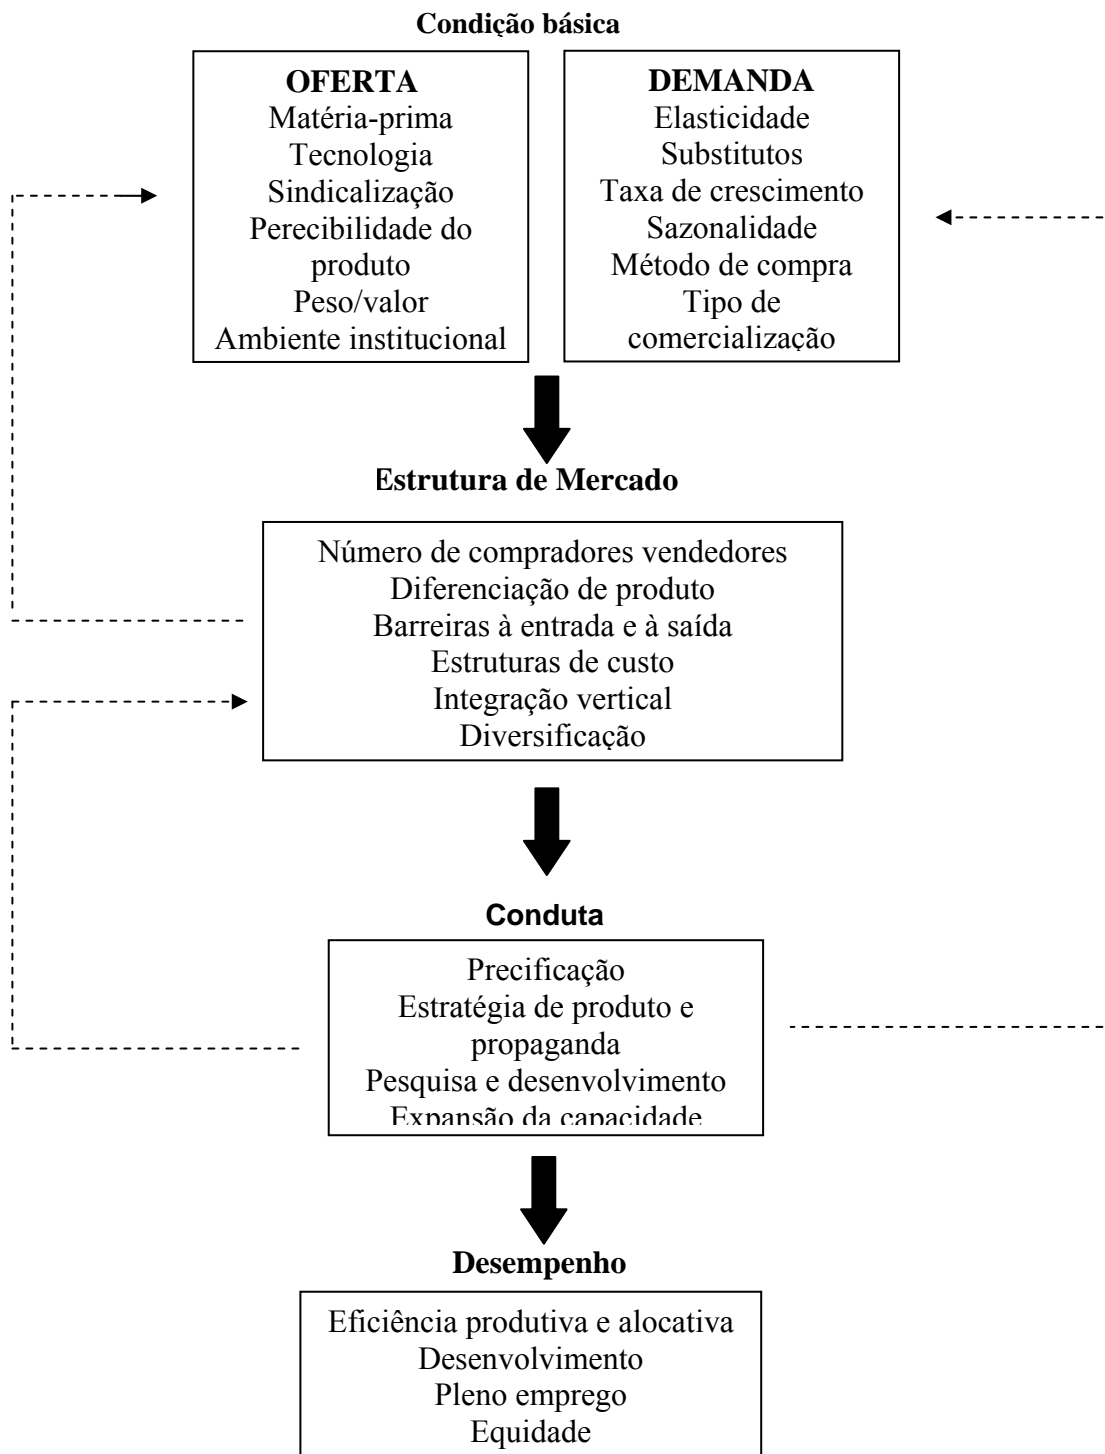 Condição básica
OFERTA
Matéria-prima
Tecnologia
Sindicalização
Perecibilidade do
produto
Peso/valor
Ambiente institucional
DEMANDA
Elasticidade
Substitutos
Taxa de crescimento
Sazonalidade
Método de compra
Tipo de
comercialização
Estrutura de Mercado
Número de compradores vendedores
Diferenciação de produto
Barreiras à entrada e à saída
Estruturas de custo
Integração vertical
Diversificação
Conduta
Precificação
Estratégia de produto e
propaganda
Pesquisa e desenvolvimento
Expansão da capacidade
Desempenho
Eficiência produtiva e alocativa
Desenvolvimento
Pleno emprego
Equidade